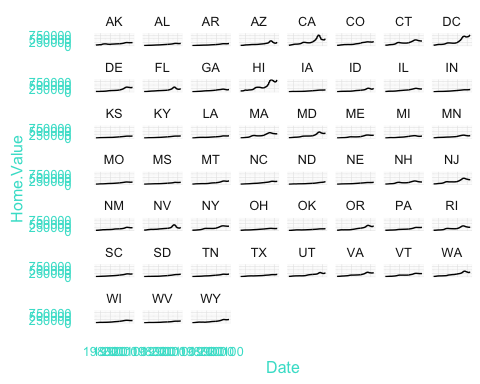 AK AL AR AZ CA CO CT DC
DE FL GA HI IA ID IL IN
KS KY LA MA MD ME MI MN
MO MS MT NC ND NE NH NJ
NM NV NY OH OK OR PA RI
SC SD TN TX UT VA VT WA
WI WV WY
Home.Value
Date